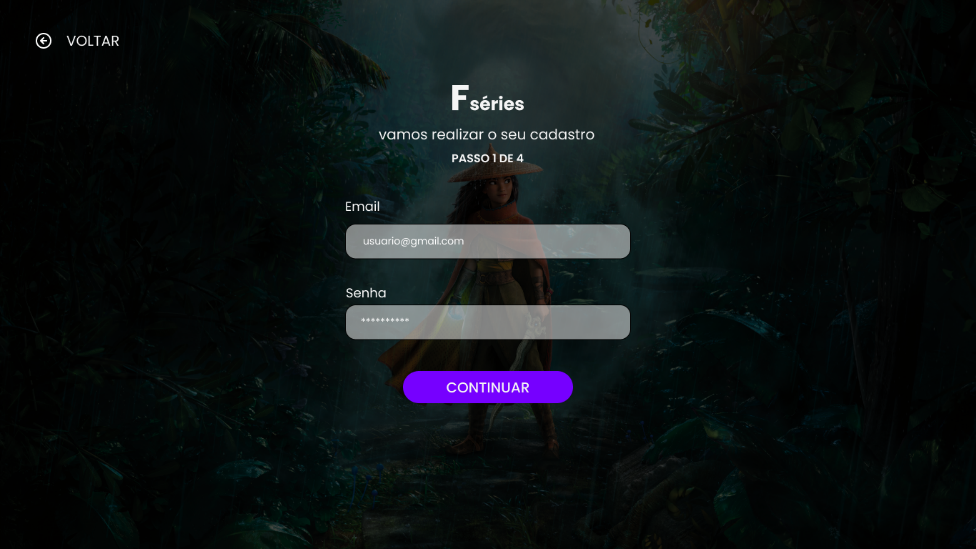 VOLTAR
Fséries
vamos realizar o seu cadastro
PASSO 1 DE 4
Email
usuario@gmail.com
Senha
**********
CONTINUAR